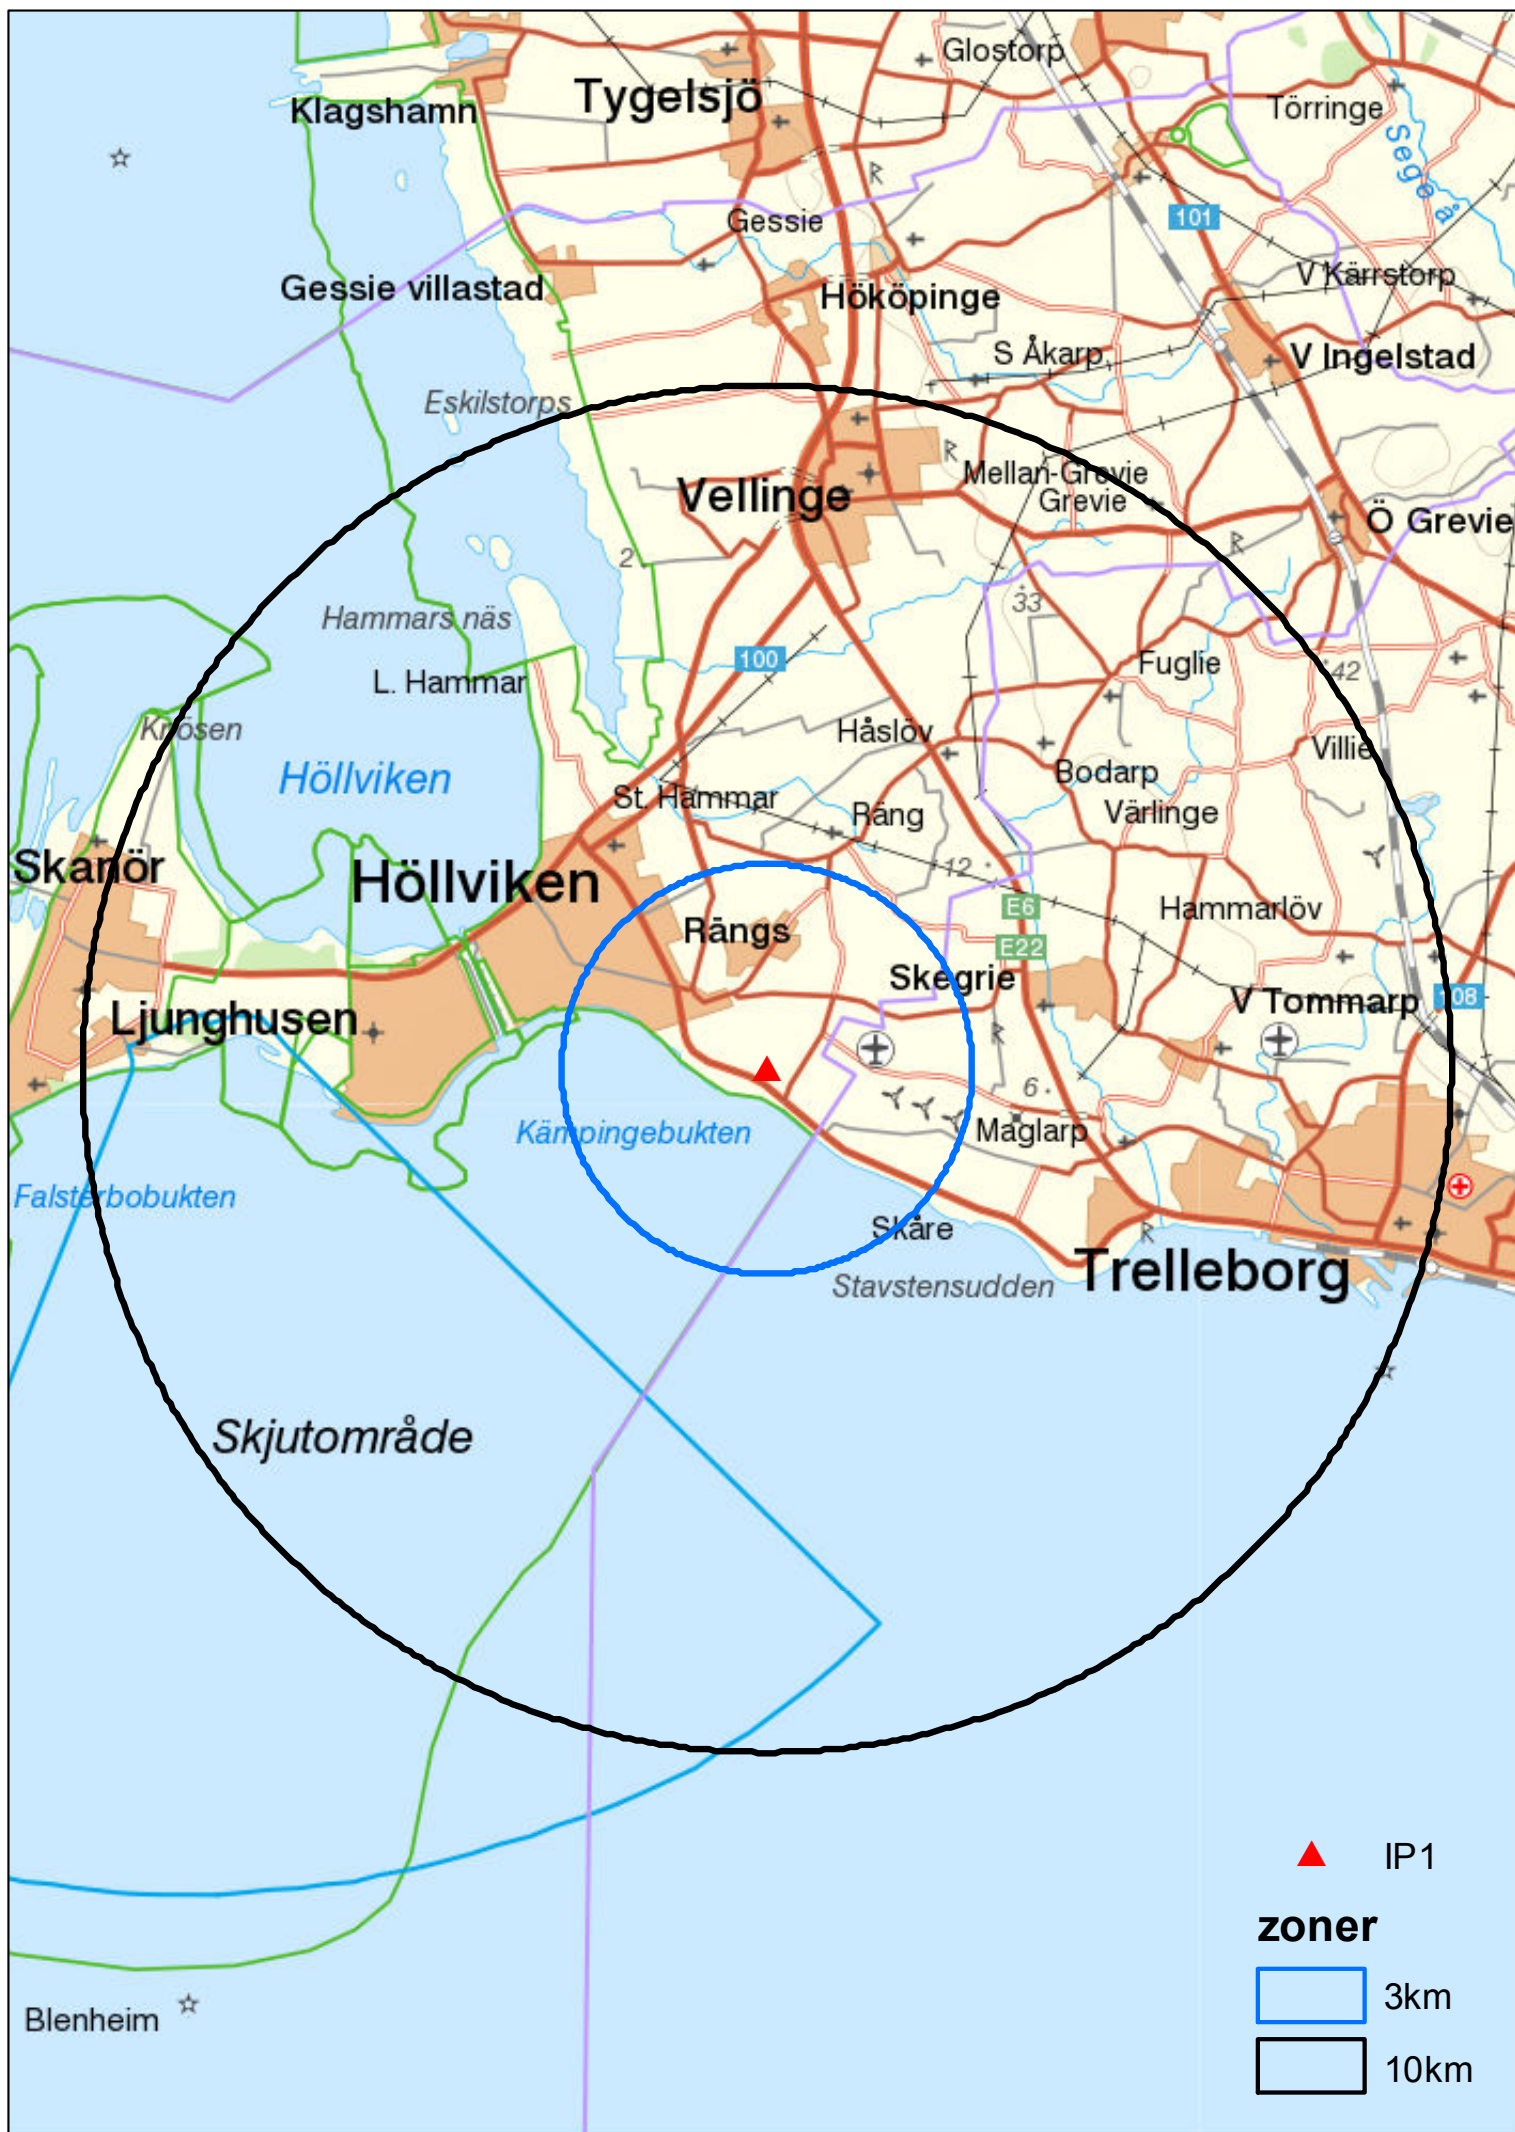 Glostorp
Tygelsjö
Klagshamn
Törringe
Sege å
101
Gessie
V Kärrstorp
Gessie villastad
Hököpinge
S Åkarp
V Ingelstad
Eskilstorps
Mellan-Grevie
Vellinge
Grevie
Ö Grevie
2
33
Hammars näs
100
Fuglie
42
L. Hammar
Knösen
Håslöv
Villie
Höllviken
Bodarp
St. Hammar
Räng
Värlinge
Skanör
12
Höllviken
E6
Hammarlöv
Rängs
E22
Skegrie
V Tommarp
108
Ljunghusen
6
Kämpingebukten
Maglarp
Falsterbobukten
Skåre
Trelleborg
Stavstensudden
Skjutområde
IP1
zoner
3km
Blenheim
10km